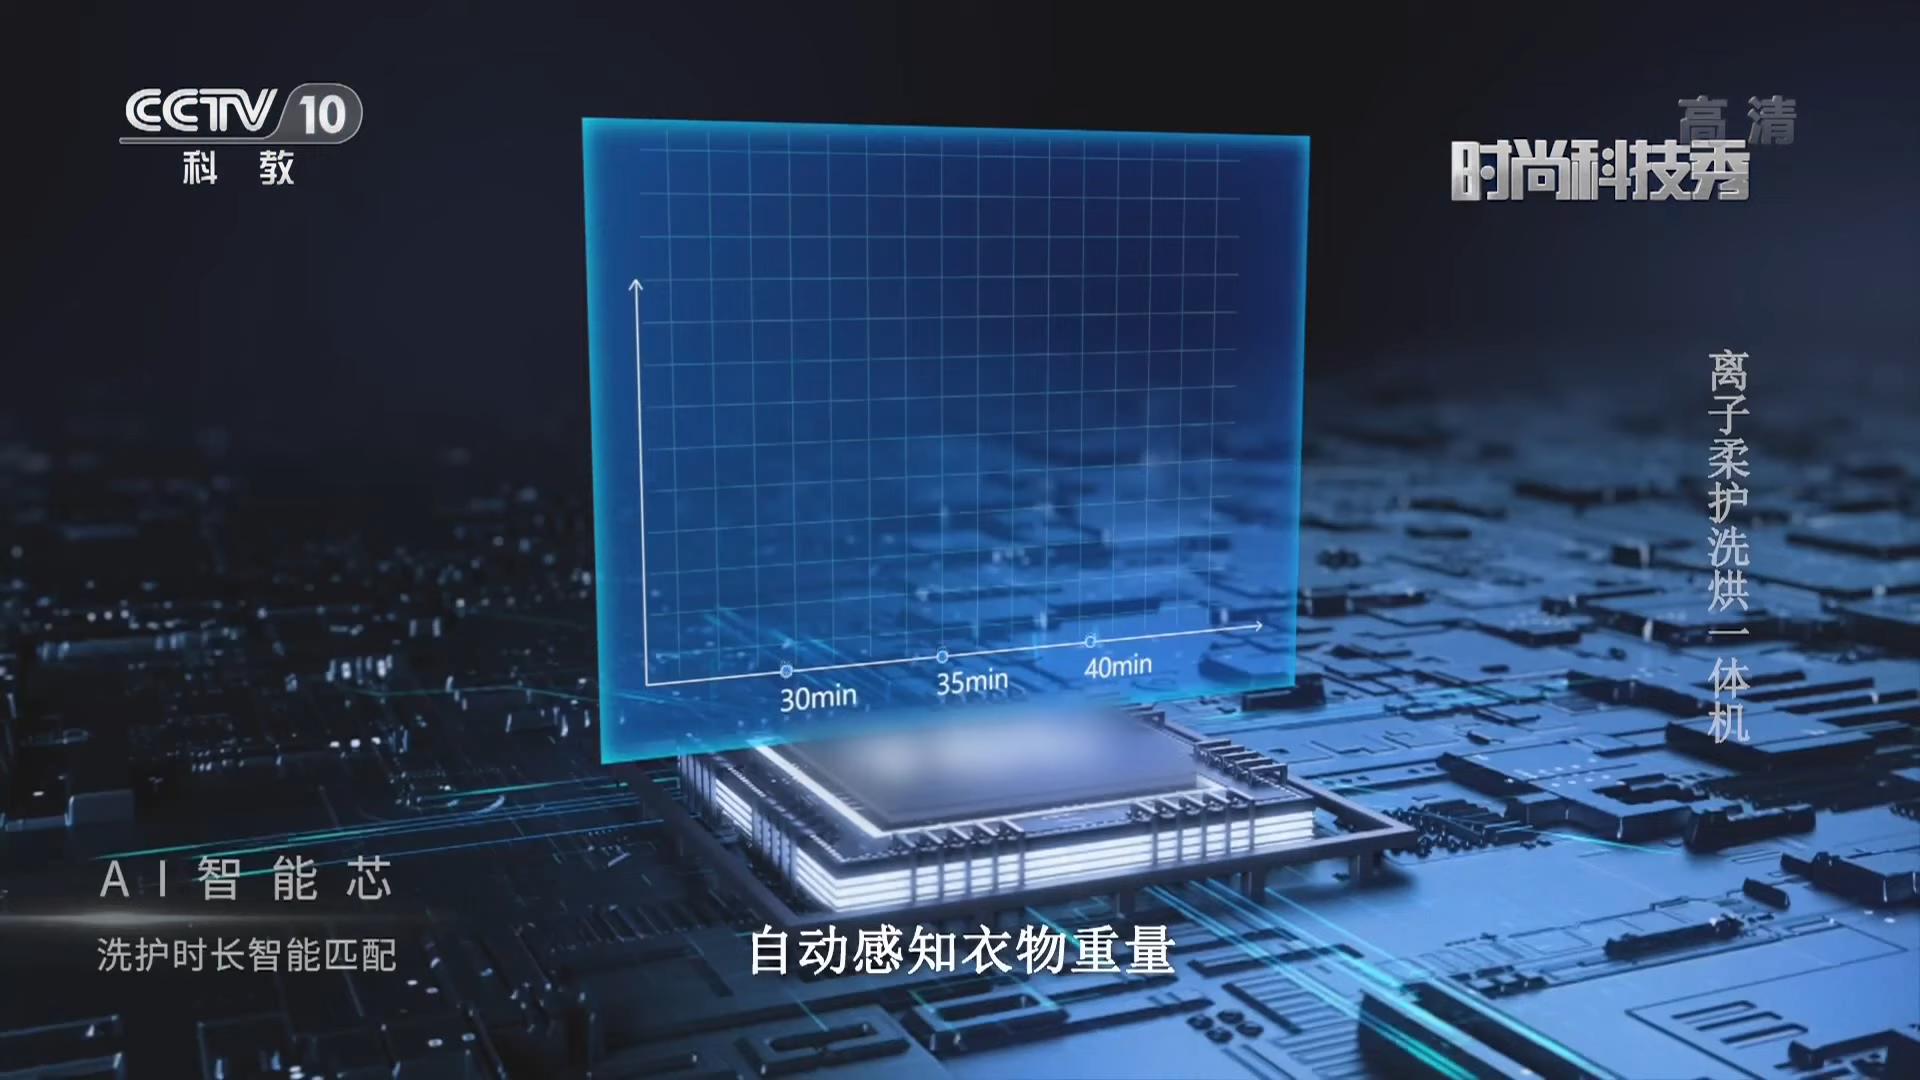 CCTV 10
科教
高清
时尚科技秀
离子柔护洗烘一体机
30min
35min
40min
AI智能芯
洗护时长智能匹配
自动感知衣物重量